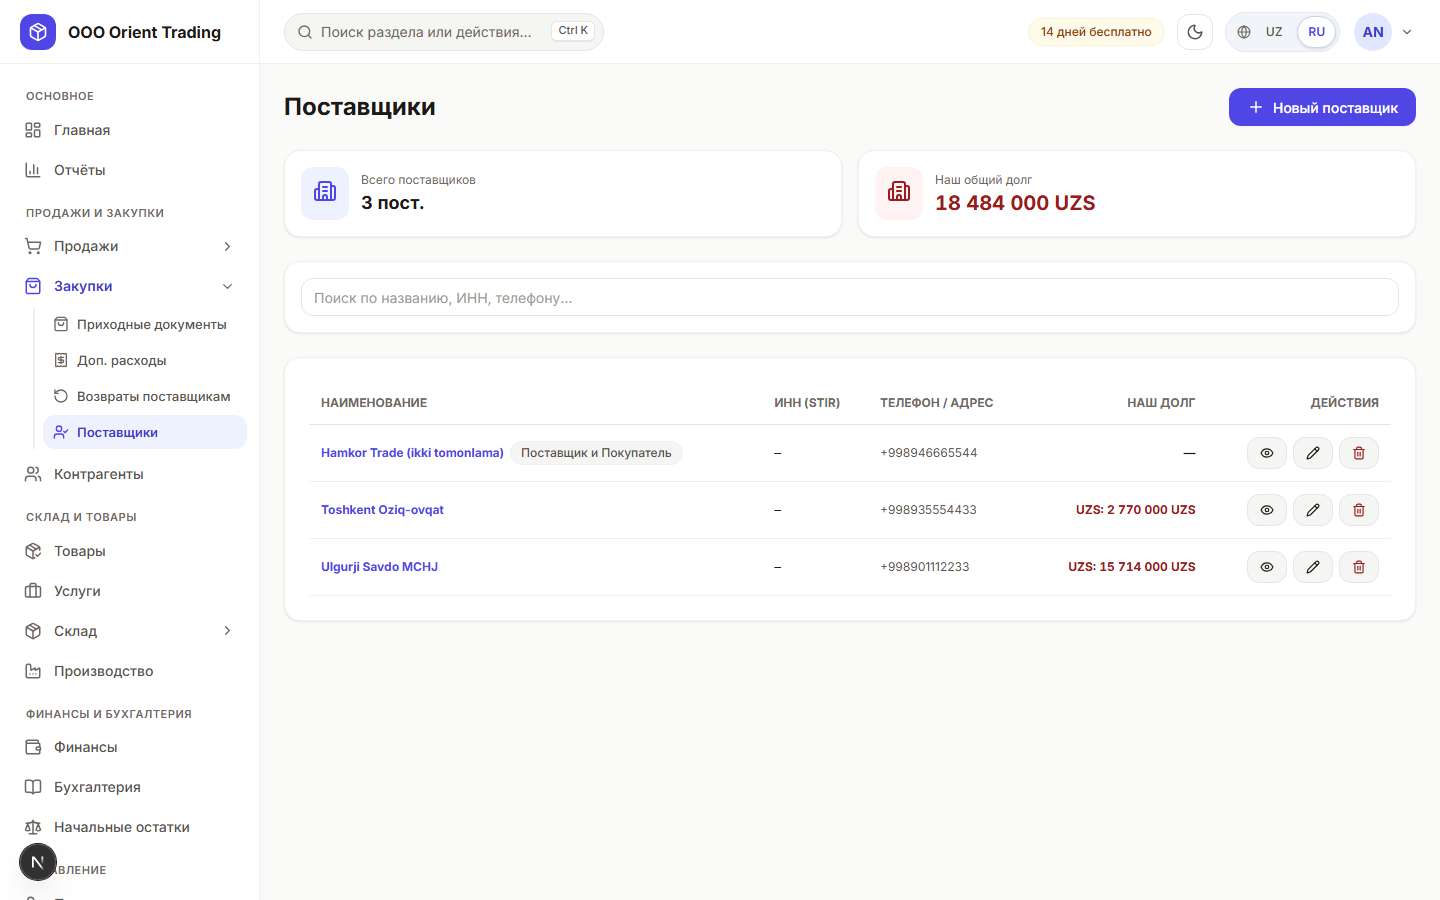 ООО Orient Trading
Поиск раздела или действия...
Ctrl K
14 дней бесплатно
UZ
RU
AN
ОСНОВНОЕ
Главная
Отчёты
ПРОДАЖИ И ЗАКУПКИ
Продажи
Закупки
Приходные документы
Доп. расходы
Возвраты поставщикам
Поставщики
Контрагенты
СКЛАД И ТОВАРЫ
Товары
Услуги
Склад
Производство
ФИНАНСЫ И БУХГАЛТЕРИЯ
Финансы
Бухгалтерия
Начальные остатки
N
Поставщики
Новый поставщик
Всего поставщиков
3 пост.
Наш общий долг
18 484 000 UZS
Поиск по названию, ИНН, телефону...
НАИМЕНОВАНИЕ ИНН (STIR) ТЕЛЕФОН / АДРЕС НАШ ДОЛГ ДЕЙСТВИЯ
Hamkor Trade (ikki tomonlama) Поставщик и Покупатель – +998946665544 —
Toshkent Oziq-ovqat – +998935554433 UZS: 2 770 000 UZS
Ulgurji Savdo MCHJ – +998901112233 UZS: 15 714 000 UZS